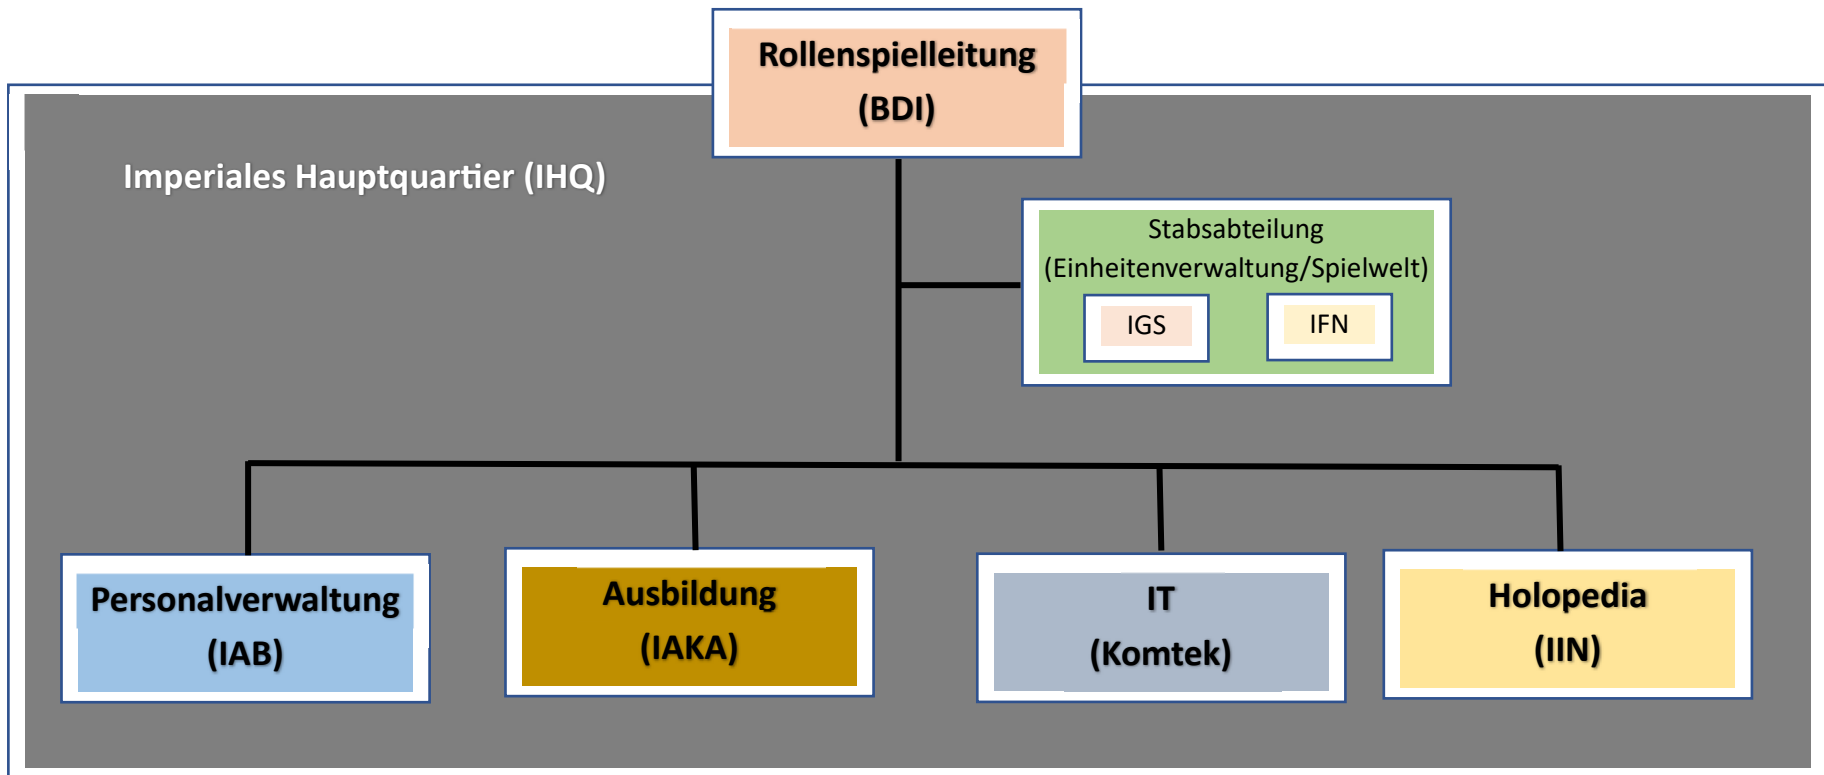 Rollenspielleitung
(BDI)
Imperiales Hauptquartier (IHQ)
Stabsabteilung
(Einheitenverwaltung/Spielwelt)
IGS
IFN
Personalverwaltung
(IAB)
Ausbildung
(IAKA)
IT
(Komtek)
Holopedia
(IIN)